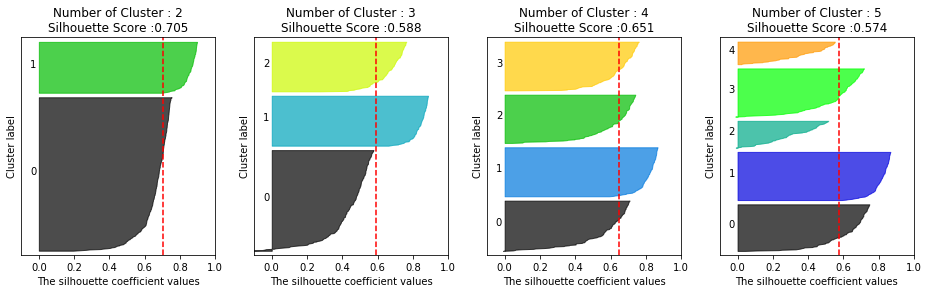 Number of Cluster : 2
Silhouette Score :0.705
Cluster label
1
0
0.0 0.2 0.4 0.6 0.8 1.0
The silhouette coefficient values
Number of Cluster : 3
Silhouette Score :0.588
Cluster label
2
1
0
0.0 0.2 0.4 0.6 0.8 1.0
The silhouette coefficient values
Number of Cluster : 4
Silhouette Score :0.651
Cluster label
3
2
1
0
0.0 0.2 0.4 0.6 0.8 1.0
The silhouette coefficient values
Number of Cluster : 5
Silhouette Score :0.574
Cluster label
4
3
2
1
0
0.0 0.2 0.4 0.6 0.8 1.0
The silhouette coefficient values